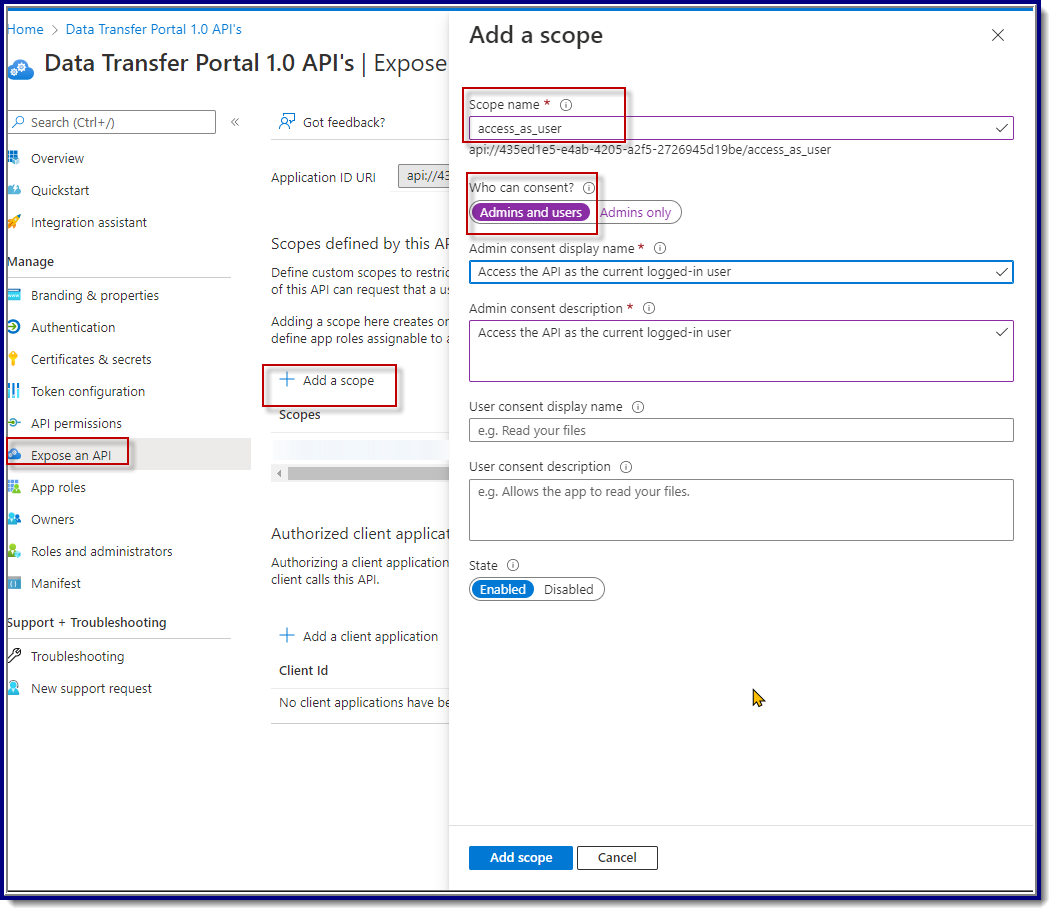 Home > Data Transfer Portal 1.0 API's
Data Transfer Portal 1.0 API's | Expose
Search (Ctrl+/)
«
Overview
Quickstart
Integration assistant
Manage
Branding & properties
Authentication
Certificates & secrets
Token configuration
API permissions
Expose an API
App roles
Owners
Roles and administrators
Manifest
Support + Troubleshooting
Troubleshooting
New support request
Got feedback?
Application ID URI
api://43
Scopes defined by this AP
Define custom scopes to restric
of this API can request that a us
Adding a scope here creates on
define app roles assignable to a
+ Add a scope
Scopes
Authorized client applicat
Authorizing a client application
client calls this API.
+ Add a client application
Client Id
No client applications have be
Add a scope
Scope name *
access_as_user
api://435ed1e5-e4ab-4205-a2f5-2726945d19be/access_as_user
Who can consent?
Admins and users Admins only
Admin consent display name *
Access the API as the current logged-in user
Admin consent description *
Access the API as the current logged-in user
User consent display name
e.g. Read your files
User consent description
e.g. Allows the app to read your files.
State
Enabled Disabled
Add scope Cancel